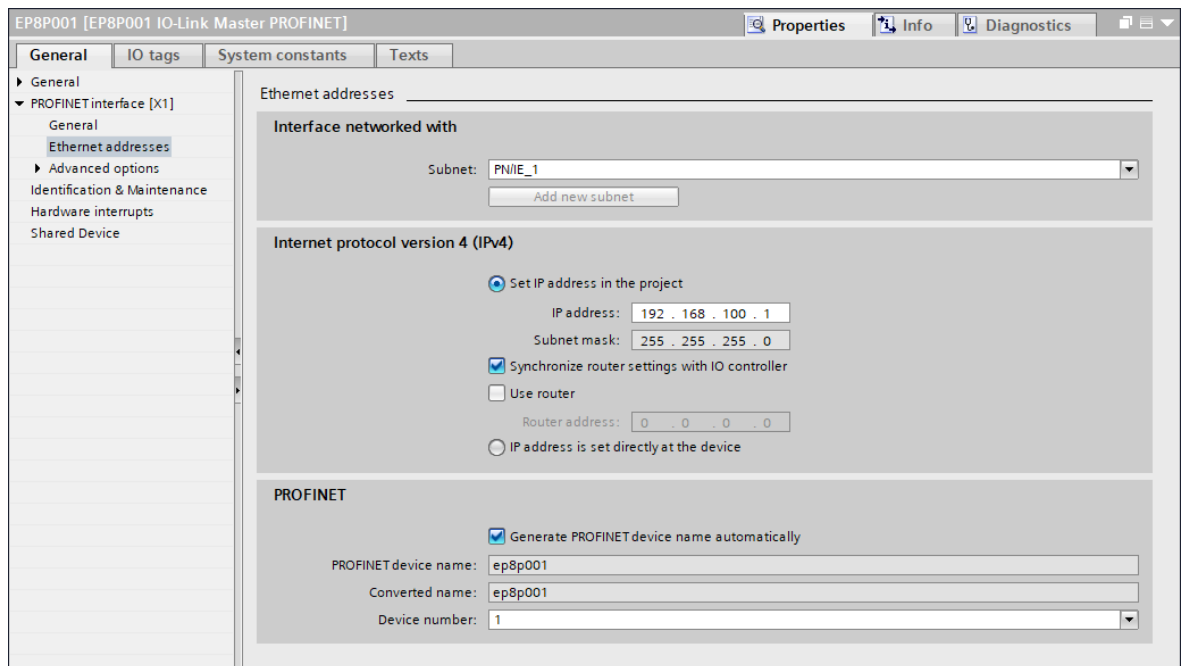 EP8P001 [EP8P001 IO-Link Master PROFINET]
Properties
Info
Diagnostics
General
IO tags
System constants
Texts
General
PROFINET interface [X1]
General
Ethernet addresses
Advanced options
Identification & Maintenance
Hardware interrupts
Shared Device
Ethernet addresses
Interface networked with
Subnet: PN/IE_1
Add new subnet
Internet protocol version 4 (IPv4)
Set IP address in the project
IP address: 192 . 168 . 100 . 1
Subnet mask: 255 . 255 . 255 . 0
Synchronize router settings with IO controller
Use router
Router address: 0 . 0 . 0 . 0
IP address is set directly at the device
PROFINET
Generate PROFINET device name automatically
PROFINET device name: ep8p001
Converted name: ep8p001
Device number: 1